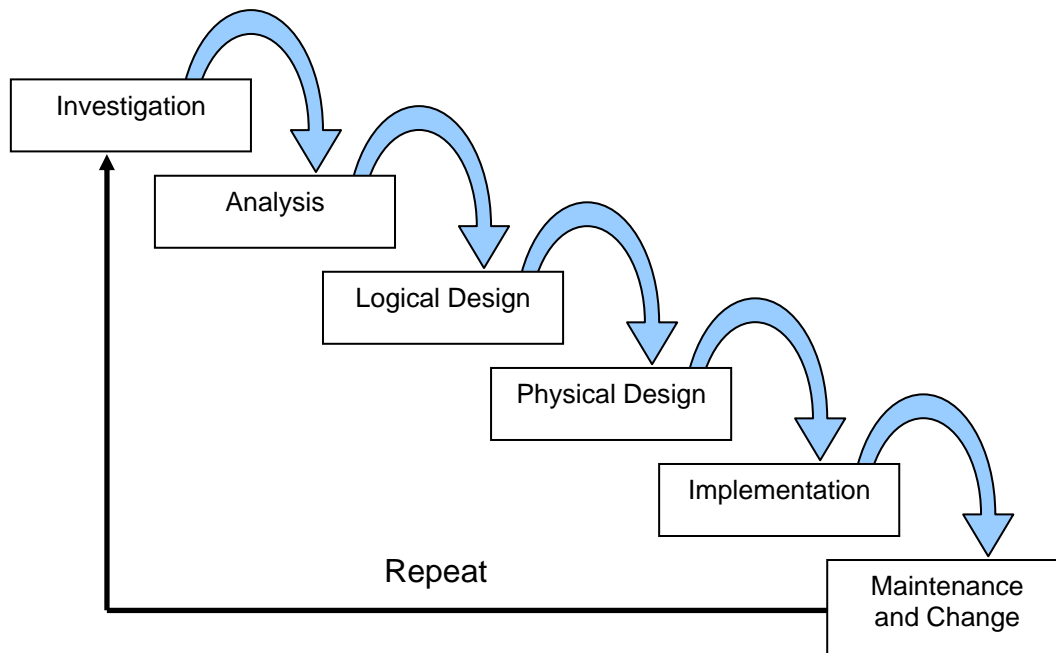 Investigation
Analysis
Logical Design
Physical Design
Implementation
Repeat
Maintenance
and Change